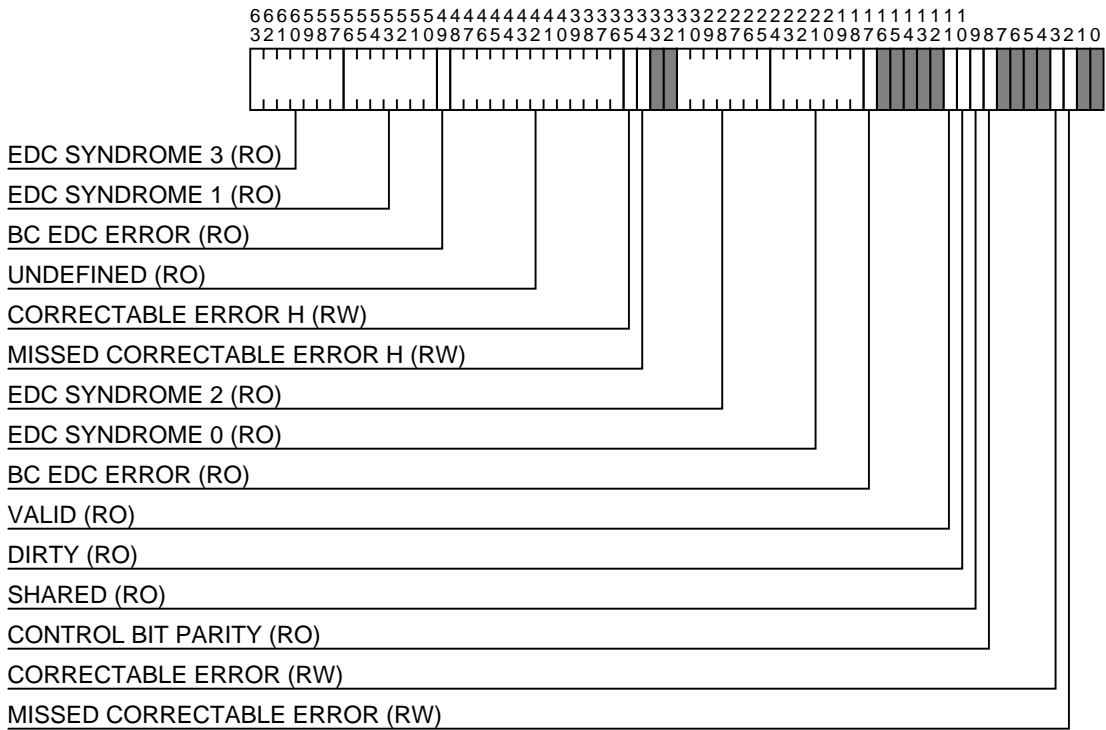 666655555555554444444444333333333322222222221111111111
3210987654321098765432109876543210987654321098765432109876543210
EDC SYNDROME 3 (RO)
EDC SYNDROME 1 (RO)
BC EDC ERROR (RO)
UNDEFINED (RO)
CORRECTABLE ERROR H (RW)
MISSED CORRECTABLE ERROR H (RW)
EDC SYNDROME 2 (RO)
EDC SYNDROME 0 (RO)
BC EDC ERROR (RO)
VALID (RO)
DIRTY (RO)
SHARED (RO)
CONTROL BIT PARITY (RO)
CORRECTABLE ERROR (RW)
MISSED CORRECTABLE ERROR (RW)